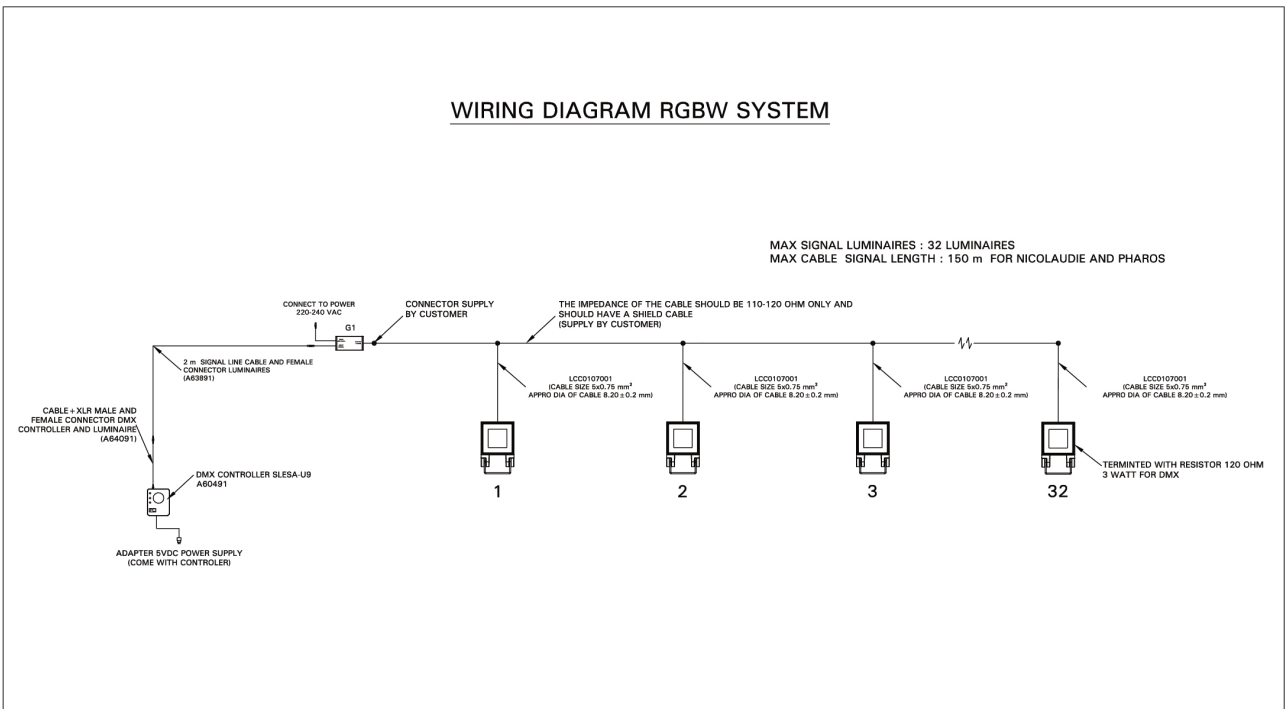 WIRING DIAGRAM RGBW SYSTEM
MAX SIGNAL LUMINAIRES : 32 LUMINAIRES
MAX CABLE SIGNAL LENGTH : 150 m FOR NICOLAUDIE AND PHAROS
CONNECT TO POWER
220-240 VAC
G1
CONNECTOR SUPPLY
BY CUSTOMER
THE IMPEDANCE OF THE CABLE SHOULD BE 110-120 OHM ONLY AND
SHOULD HAVE A SHIELD CABLE
(SUPPLY BY CUSTOMER)
2 m SIGNAL LINE CABLE AND FEMALE
CONNECTOR LUMINAIRES
(A63891)
LCC0107001
(CABLE SIZE 5x0.75 mm²
APPRO DIA OF CABLE 8.20±0.2 mm)
LCC0107001
(CABLE SIZE 5x0.75 mm²
APPRO DIA OF CABLE 8.20±0.2 mm)
LCC0107001
(CABLE SIZE 5x0.75 mm²
APPRO DIA OF CABLE 8.20±0.2 mm)
LCC0107001
(CABLE SIZE 5x0.75 mm²
APPRO DIA OF CABLE 8.20±0.2 mm)
CABLE+XLR MALE AND
FEMALE CONNECTOR DMX
CONTROLLER AND LUMINAIRE
(A64091)
DMX CONTROLLER SLESA-U9
A60491
ADAPTER 5VDC POWER SUPPLY
(COME WITH CONTROLER)
TERMINTED WITH RESISTOR 120 OHM
3 WATT FOR DMX
1
2
3
32